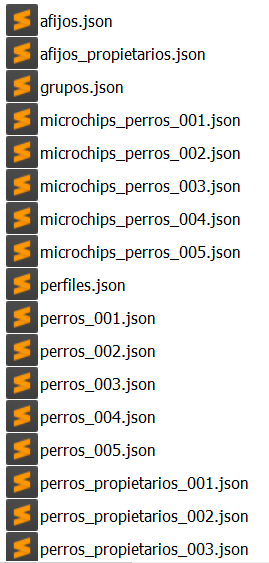 afijos.json
afijos_propietarios.json
grupos.json
microchips_perros_001.json
microchips_perros_002.json
microchips_perros_003.json
microchips_perros_004.json
microchips_perros_005.json
perfiles.json
perros_001.json
perros_002.json
perros_003.json
perros_004.json
perros_005.json
perros_propietarios_001.json
perros_propietarios_002.json
perros_propietarios_003.json